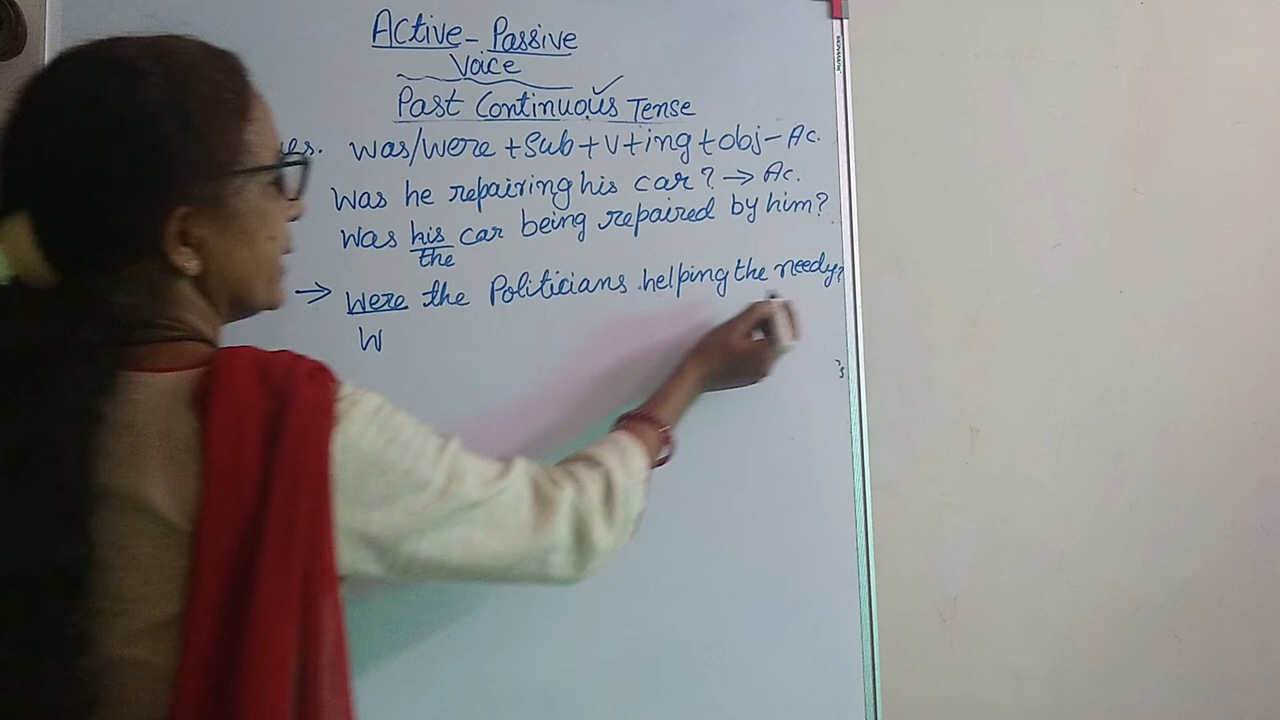 Active - Passive
Voice
Past Continuous Tense
es. was/were + Sub + V + ing + obj - Ac.
Was he repairing his car? → Ac.
Was his car being repaired by him?
the
→ Were the Politicians helping the needy?
W
's